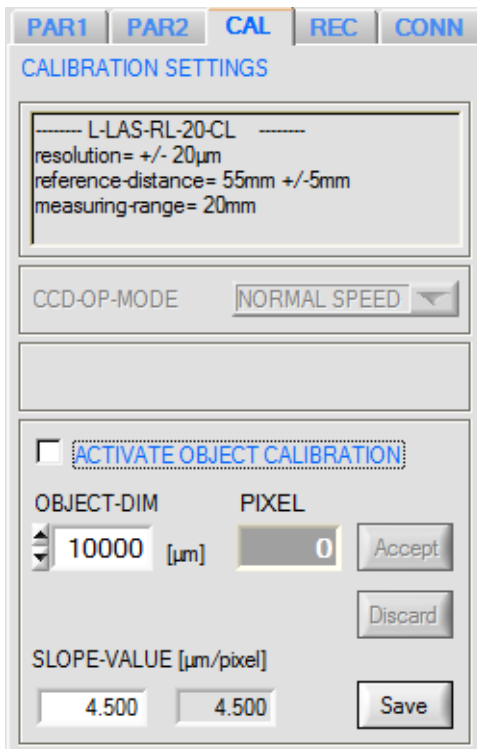 PAR1 PAR2 CAL REC CONN
CALIBRATION SETTINGS
-------- L-LAS-RL-20-CL --------
resolution= +/- 20µm
reference-distance= 55mm +/-5mm
measuring-range= 20mm
CCD-OP-MODE NORMAL SPEED
ACTIVATE OBJECT CALIBRATION
OBJECT-DIM PIXEL
10000 [µm] 0 Accept
Discard
SLOPE-VALUE [µm/pixel]
4.500 4.500 Save